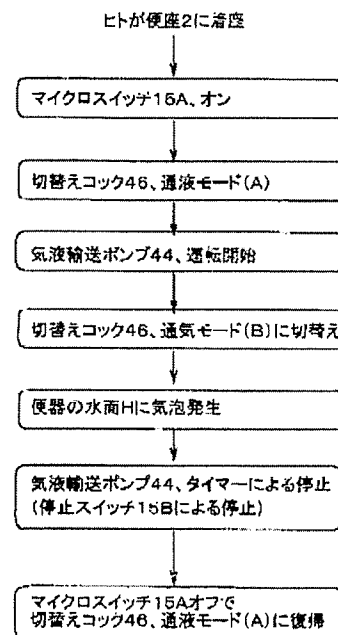 ヒトが便座2に着座
マイクロスイッチ15A、オン
切替えコック46、通液モード(A)
気液輸送ポンプ44、運転開始
切替えコック46、通気モード(B)に切替え
便器の水面Hに気泡発生
気液輸送ポンプ44、タイマーによる停止
(停止スイッチ15Bによる停止)
マイクロスイッチ15Aオフで
切替えコック46、通液モード(A)に復帰